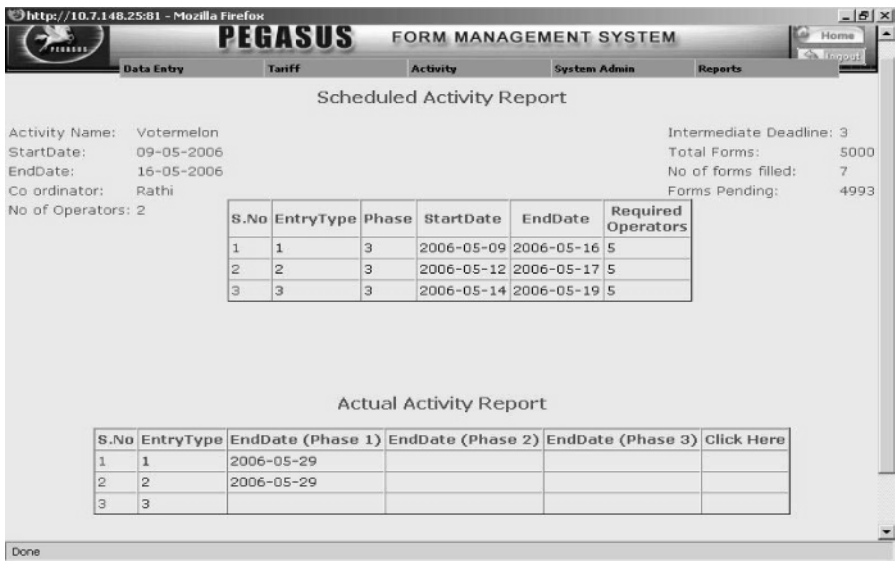 http://10.7.148.25:81 - Mozilla Firefox
PEGASUS
PEGASUS FORM MANAGEMENT SYSTEM
Home
Logout
Data Entry Tariff Activity System Admin Reports
Scheduled Activity Report
Activity Name: Votermelon
StartDate: 09-05-2006
EndDate: 16-05-2006
Co ordinator: Rathi
No of Operators: 2
Intermediate Deadline: 3
Total Forms: 5000
No of forms filled: 7
Forms Pending: 4993
S.No EntryType Phase StartDate EndDate Required Operators
1 1 3 2006-05-09 2006-05-16 5
2 2 3 2006-05-12 2006-05-17 5
3 3 3 2006-05-14 2006-05-19 5
Actual Activity Report
S.No EntryType EndDate (Phase 1) EndDate (Phase 2) EndDate (Phase 3) Click Here
1 1 2006-05-29
2 2 2006-05-29
3 3
Done